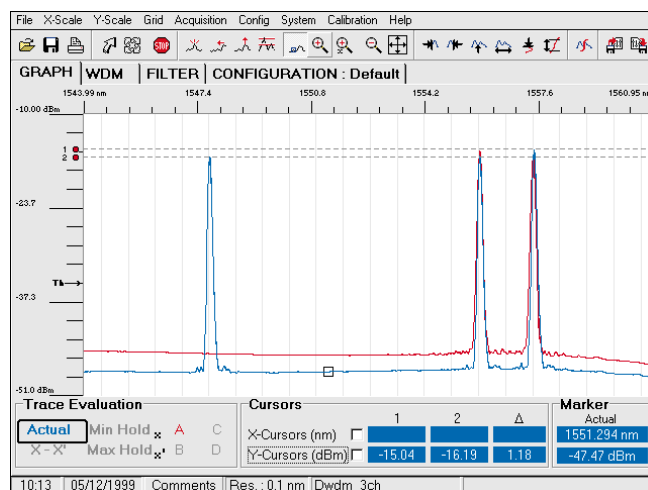 File X-Scale Y-Scale Grid Acquisition Config System Calibration Help
STOP
GRAPH WDM FILTER CONFIGURATION : Default
1543.99 nm 1547.4 1550.8 1554.2 1557.6 1560.95 nm
-10.00 dBm
1
2
-23.7
Th
-37.3
-51.0 dBm
Trace Evaluation Cursors Marker
1 2 Δ Actual
Actual Min Hold x A C
X-Cursors (nm) 1551.294 nm
X - X' Max Hold x' B D
Y-Cursors (dBm) -15.04 -16.19 1.18 -47.47 dBm
10:13 05/12/1999 Comments Res.: 0.1 nm Dwdm 3ch